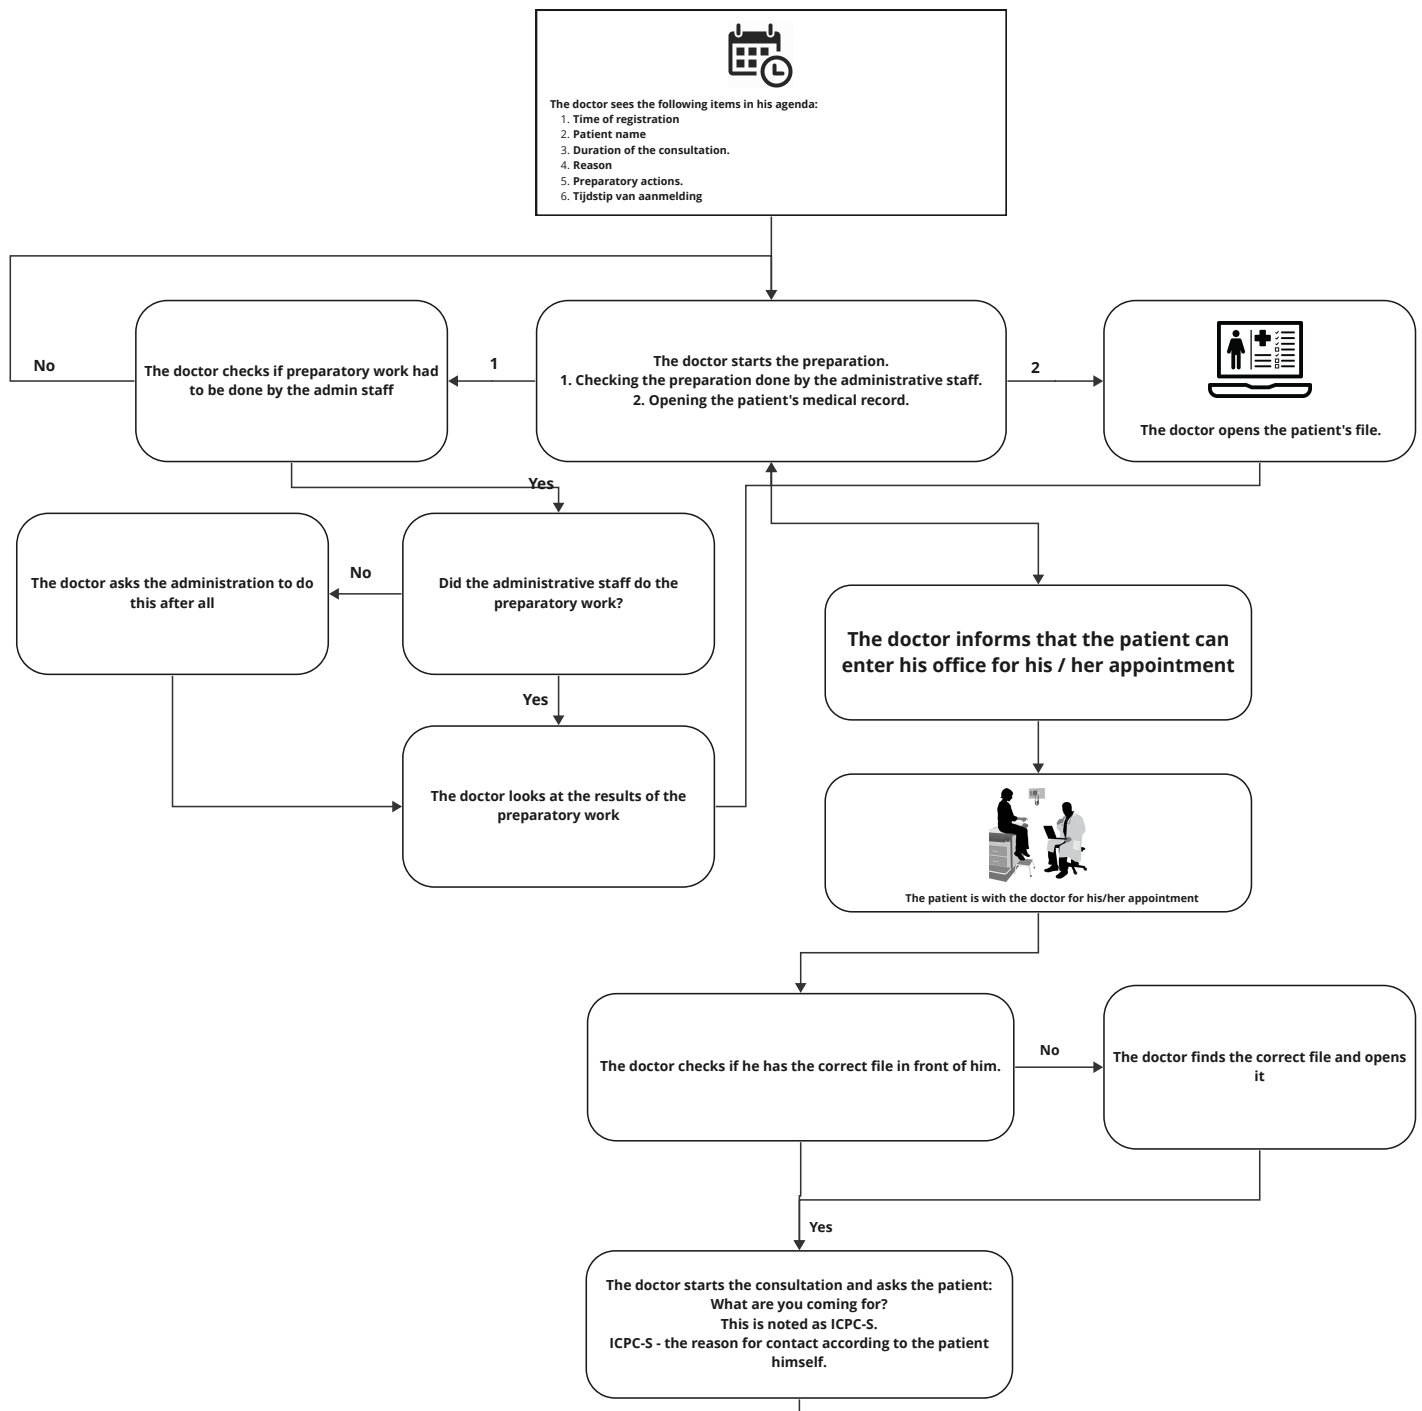 The doctor sees the following items in his agenda:
1. Time of registration
2. Patient name
3. Duration of the consultation.
4. Reason
5. Preparatory actions.
6. Tijdstip van aanmelding
No
The doctor checks if preparatory work had
to be done by the admin staff
1
The doctor starts the preparation.
1. Checking the preparation done by the administrative staff.
2. Opening the patient's medical record.
2
The doctor opens the patient's file.
Yes
The doctor asks the administration to do
this after all
No
Did the administrative staff do the
preparatory work?
The doctor informs that the patient can
enter his office for his / her appointment
Yes
The doctor looks at the results of the
preparatory work
The patient is with the doctor for his/her appointment
The doctor checks if he has the correct file in front of him.
No
The doctor finds the correct file and opens
it
Yes
The doctor starts the consultation and asks the patient:
What are you coming for?
This is noted as ICPC-S.
ICPC-S - the reason for contact according to the patient
himself.